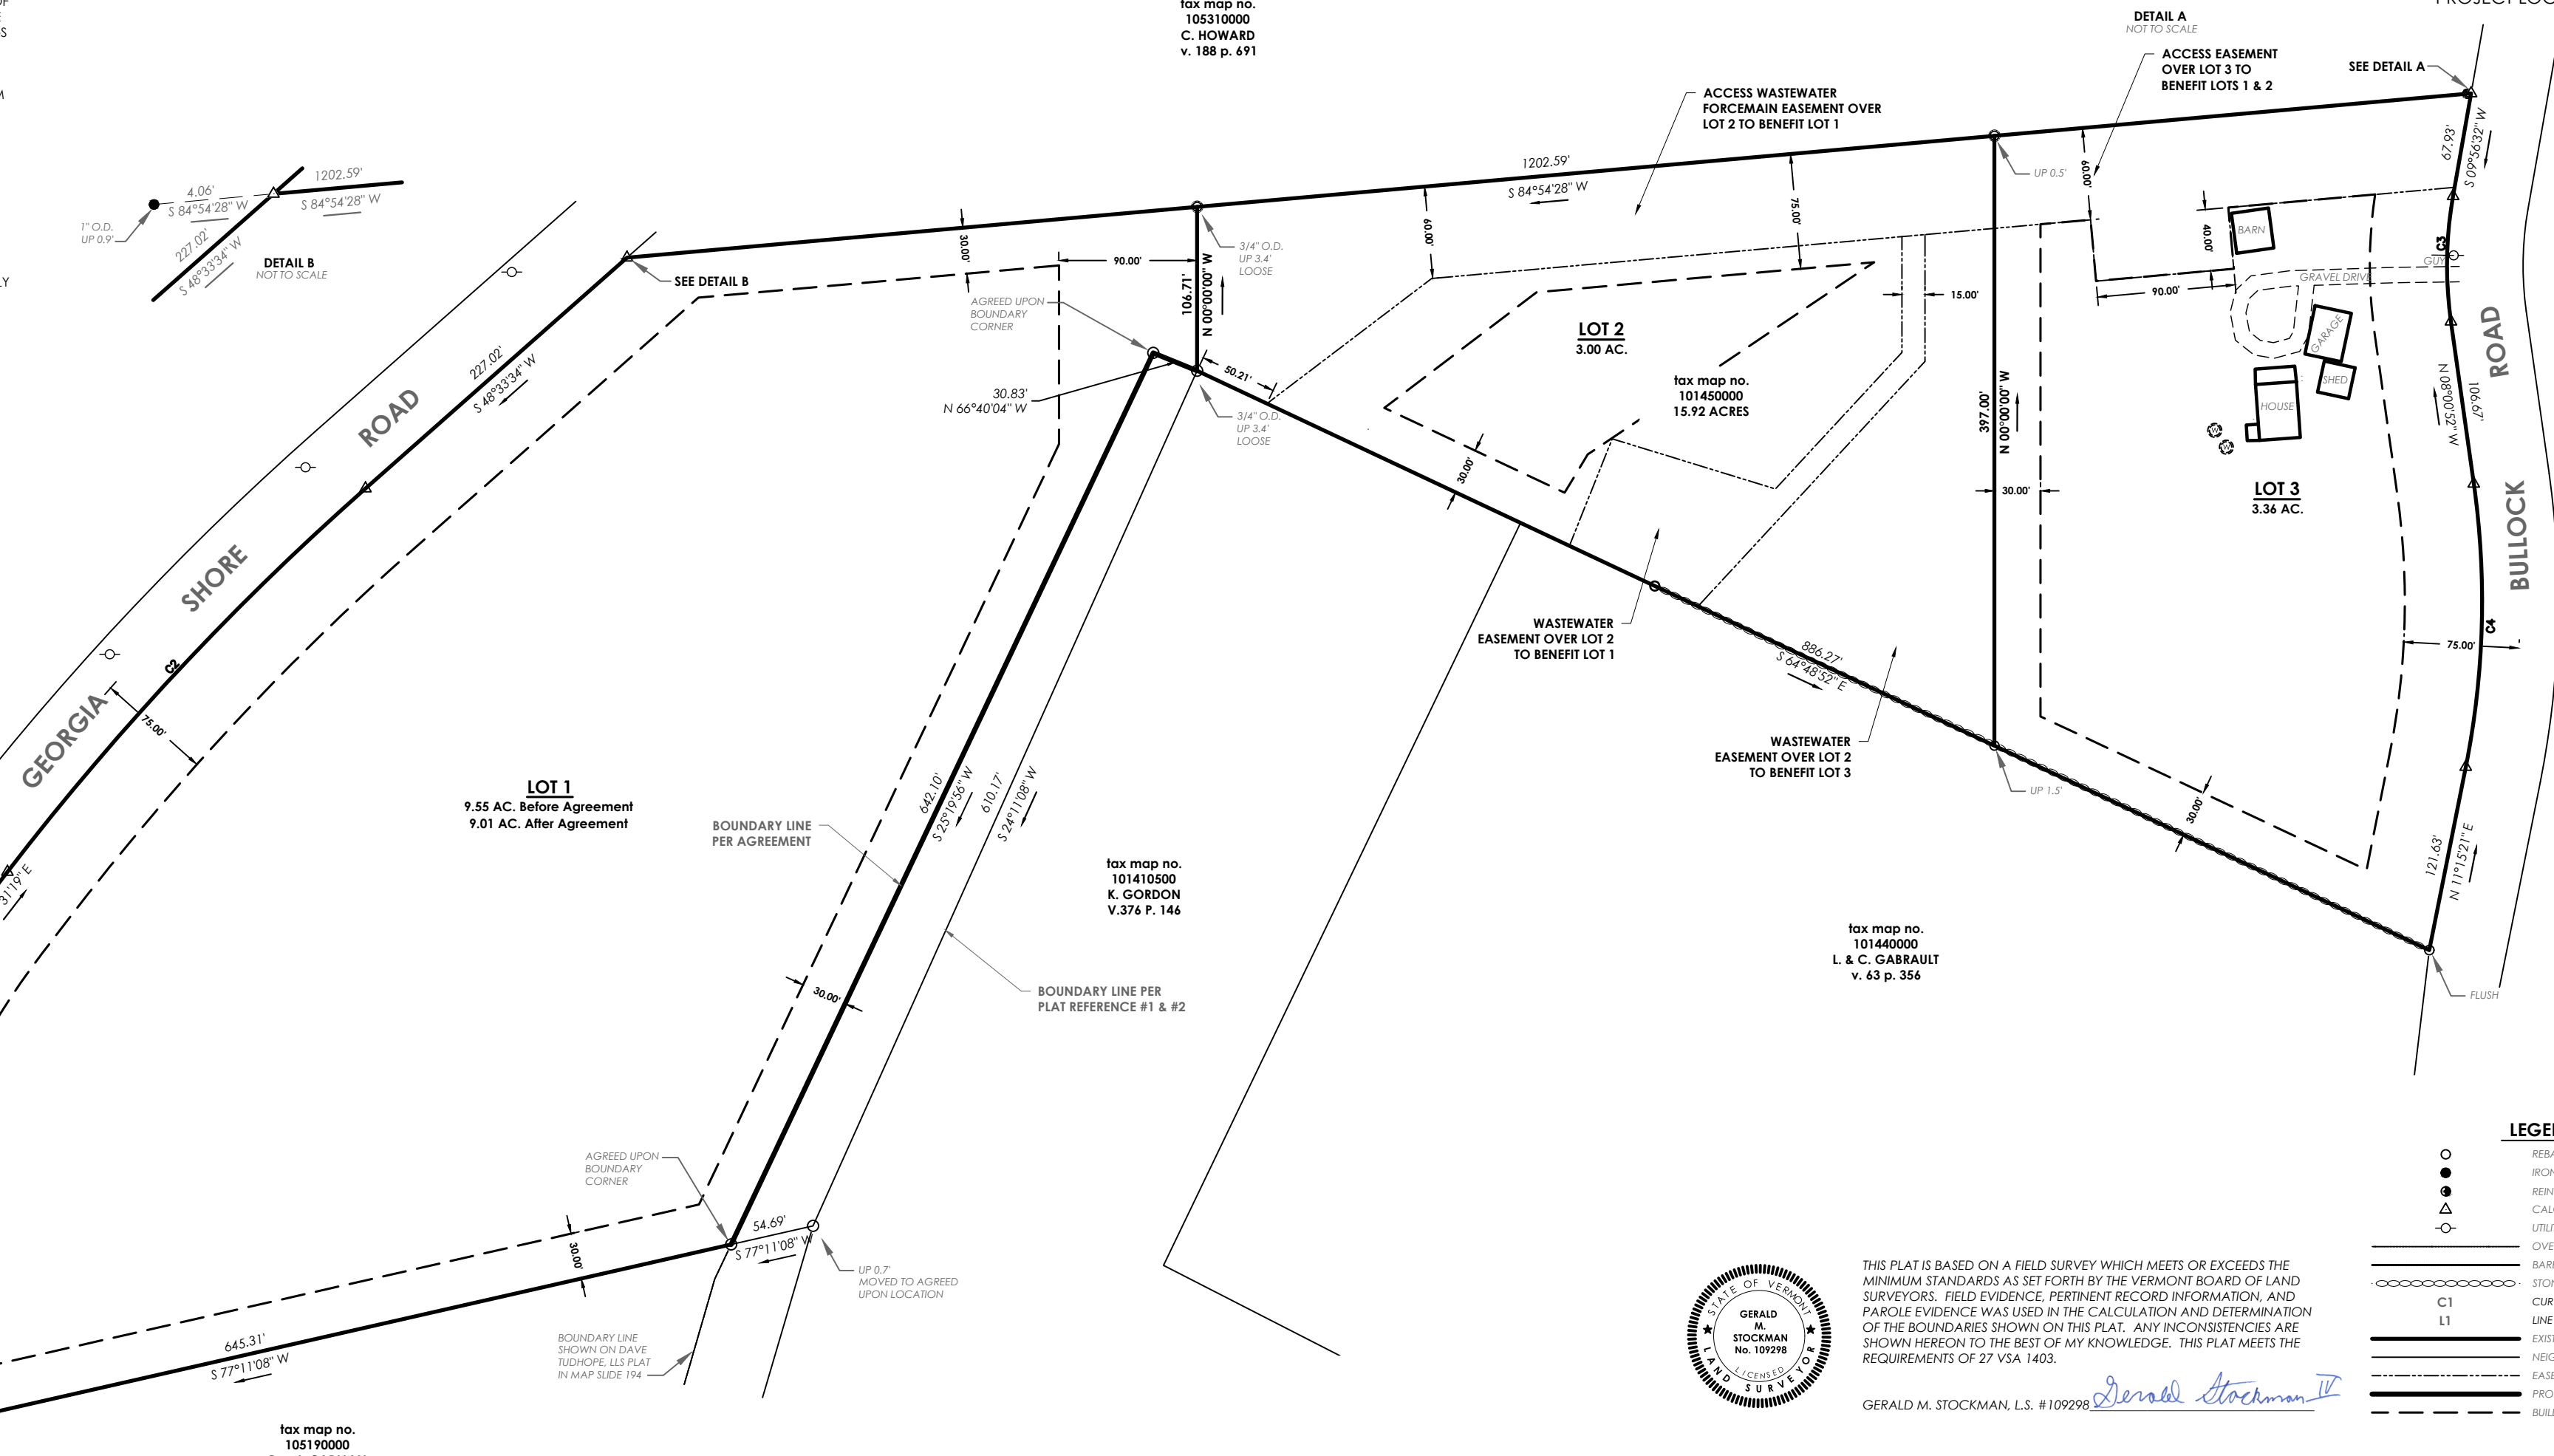 tax map no.
105310000
C. HOWARD
v. 188 p. 691
DETAIL A
NOT TO SCALE
ACCESS EASEMENT
OVER LOT 3 TO
BENEFIT LOTS 1 & 2
SEE DETAIL A
ACCESS WASTEWATER
FORCEMAIN EASEMENT OVER
LOT 2 TO BENEFIT LOT 1
67.93'
S 09°56'32" W
1202.59'
S 84°54'28" W
4.06'
S 84°54'28" W
1202.59'
S 84°54'28" W
1" O.D.
UP 0.9'
227.02'
S 48°33'34" W
DETAIL B
NOT TO SCALE
SEE DETAIL B
30.00'
90.00'
3/4" O.D.
UP 3.4'
LOOSE
106.71'
N 00°00'00" W
AGREED UPON
BOUNDARY
CORNER
60.00'
75.00'
UP 0.5'
60.00'
BARN
40.00'
90.00'
GRAVEL DRIVE
GUY
C3
GARAGE
SHED
HOUSE
W
W
N 08°00'52" W
106.67'
BULLOCK ROAD
LOT 2
3.00 AC.
15.00'
tax map no.
101450000
15.92 ACRES
50.21'
30.83'
N 66°40'04" W
3/4" O.D.
UP 3.4'
LOOSE
30.00'
397.00'
N 00°00'00" W
30.00'
LOT 3
3.36 AC.
227.02'
S 48°33'34" W
GEORGIA SHORE ROAD
C2
75.00'
31'19" E
WASTEWATER
EASEMENT OVER LOT 2
TO BENEFIT LOT 1
886.27'
S 64°48'52" E
WASTEWATER
EASEMENT OVER LOT 2
TO BENEFIT LOT 3
UP 1.5'
30.00'
C4
75.00'
121.63'
N 11°15'21" E
FLUSH
LOT 1
9.55 AC. Before Agreement
9.01 AC. After Agreement
BOUNDARY LINE
PER AGREEMENT
642.10'
S 25°19'56" W
610.17'
S 24°11'08" W
tax map no.
101410500
K. GORDON
V.376 P. 146
tax map no.
101440000
L. & C. GABRAULT
v. 63 p. 356
30.00'
BOUNDARY LINE PER
PLAT REFERENCE #1 & #2
AGREED UPON
BOUNDARY
CORNER
54.69'
S 77°11'08" W
UP 0.7'
MOVED TO AGREED
UPON LOCATION
30.00'
BOUNDARY LINE
SHOWN ON DAVE
TUDHOPE, LLS PLAT
IN MAP SLIDE 194
645.31'
S 77°11'08" W
tax map no.
105190000
STATE OF VERMONT
GERALD
M.
STOCKMAN
No. 109298
LICENSED
LAND SURVEYOR
THIS PLAT IS BASED ON A FIELD SURVEY WHICH MEETS OR EXCEEDS THE
MINIMUM STANDARDS AS SET FORTH BY THE VERMONT BOARD OF LAND
SURVEYORS. FIELD EVIDENCE, PERTINENT RECORD INFORMATION, AND
PAROLE EVIDENCE WAS USED IN THE CALCULATION AND DETERMINATION
OF THE BOUNDARIES SHOWN ON THIS PLAT. ANY INCONSISTENCIES ARE
SHOWN HEREON TO THE BEST OF MY KNOWLEDGE. THIS PLAT MEETS THE
REQUIREMENTS OF 27 VSA 1403.
GERALD M. STOCKMAN, L.S. #109298 Gerald Stockman IV
C1
L1
LINE